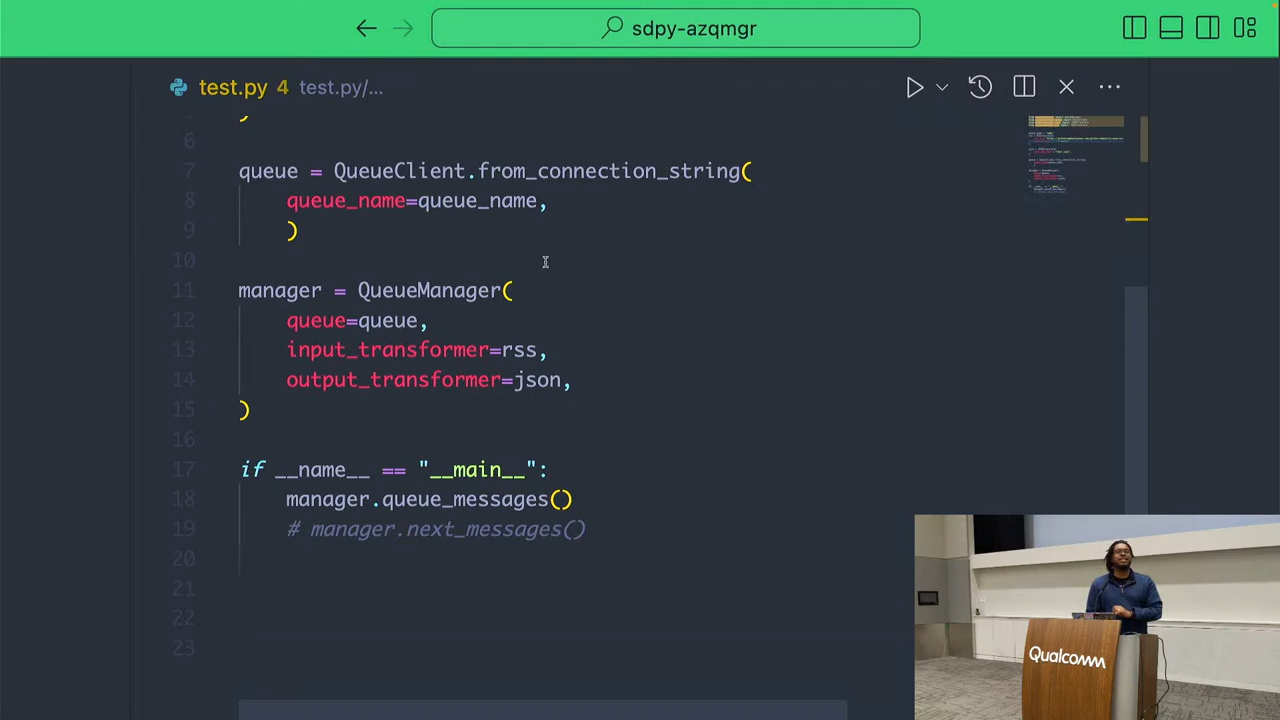 sdpy-azqmgr
test.py 4 test.py/...
6 )
7 queue = QueueClient.from_connection_string(
8 queue_name=queue_name,
9 )
10
11 manager = QueueManager(
12 queue=queue,
13 input_transformer=rss,
14 output_transformer=json,
15 )
16
17 if __name__ == "__main__":
18 manager.queue_messages()
19 # manager.next_messages()
20
21
22
23
Qualcomm